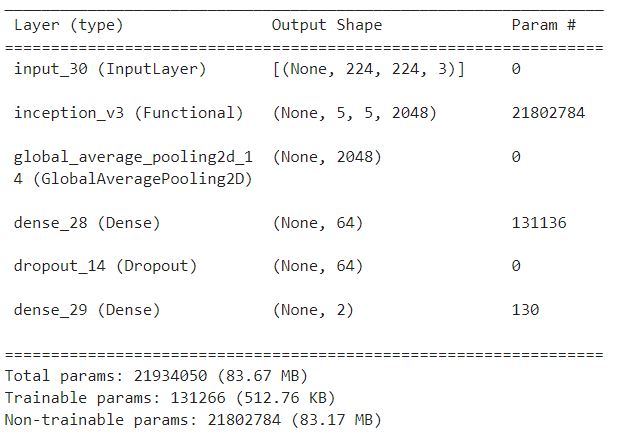 Layer (type) Output Shape Param #
input_30 (InputLayer) [(None, 224, 224, 3)] 0
inception_v3 (Functional) (None, 5, 5, 2048) 21802784
global_average_pooling2d_1 (None, 2048) 0
4 (GlobalAveragePooling2D)
dense_28 (Dense) (None, 64) 131136
dropout_14 (Dropout) (None, 64) 0
dense_29 (Dense) (None, 2) 130
Total params: 21934050 (83.67 MB)
Trainable params: 131266 (512.76 KB)
Non-trainable params: 21802784 (83.17 MB)